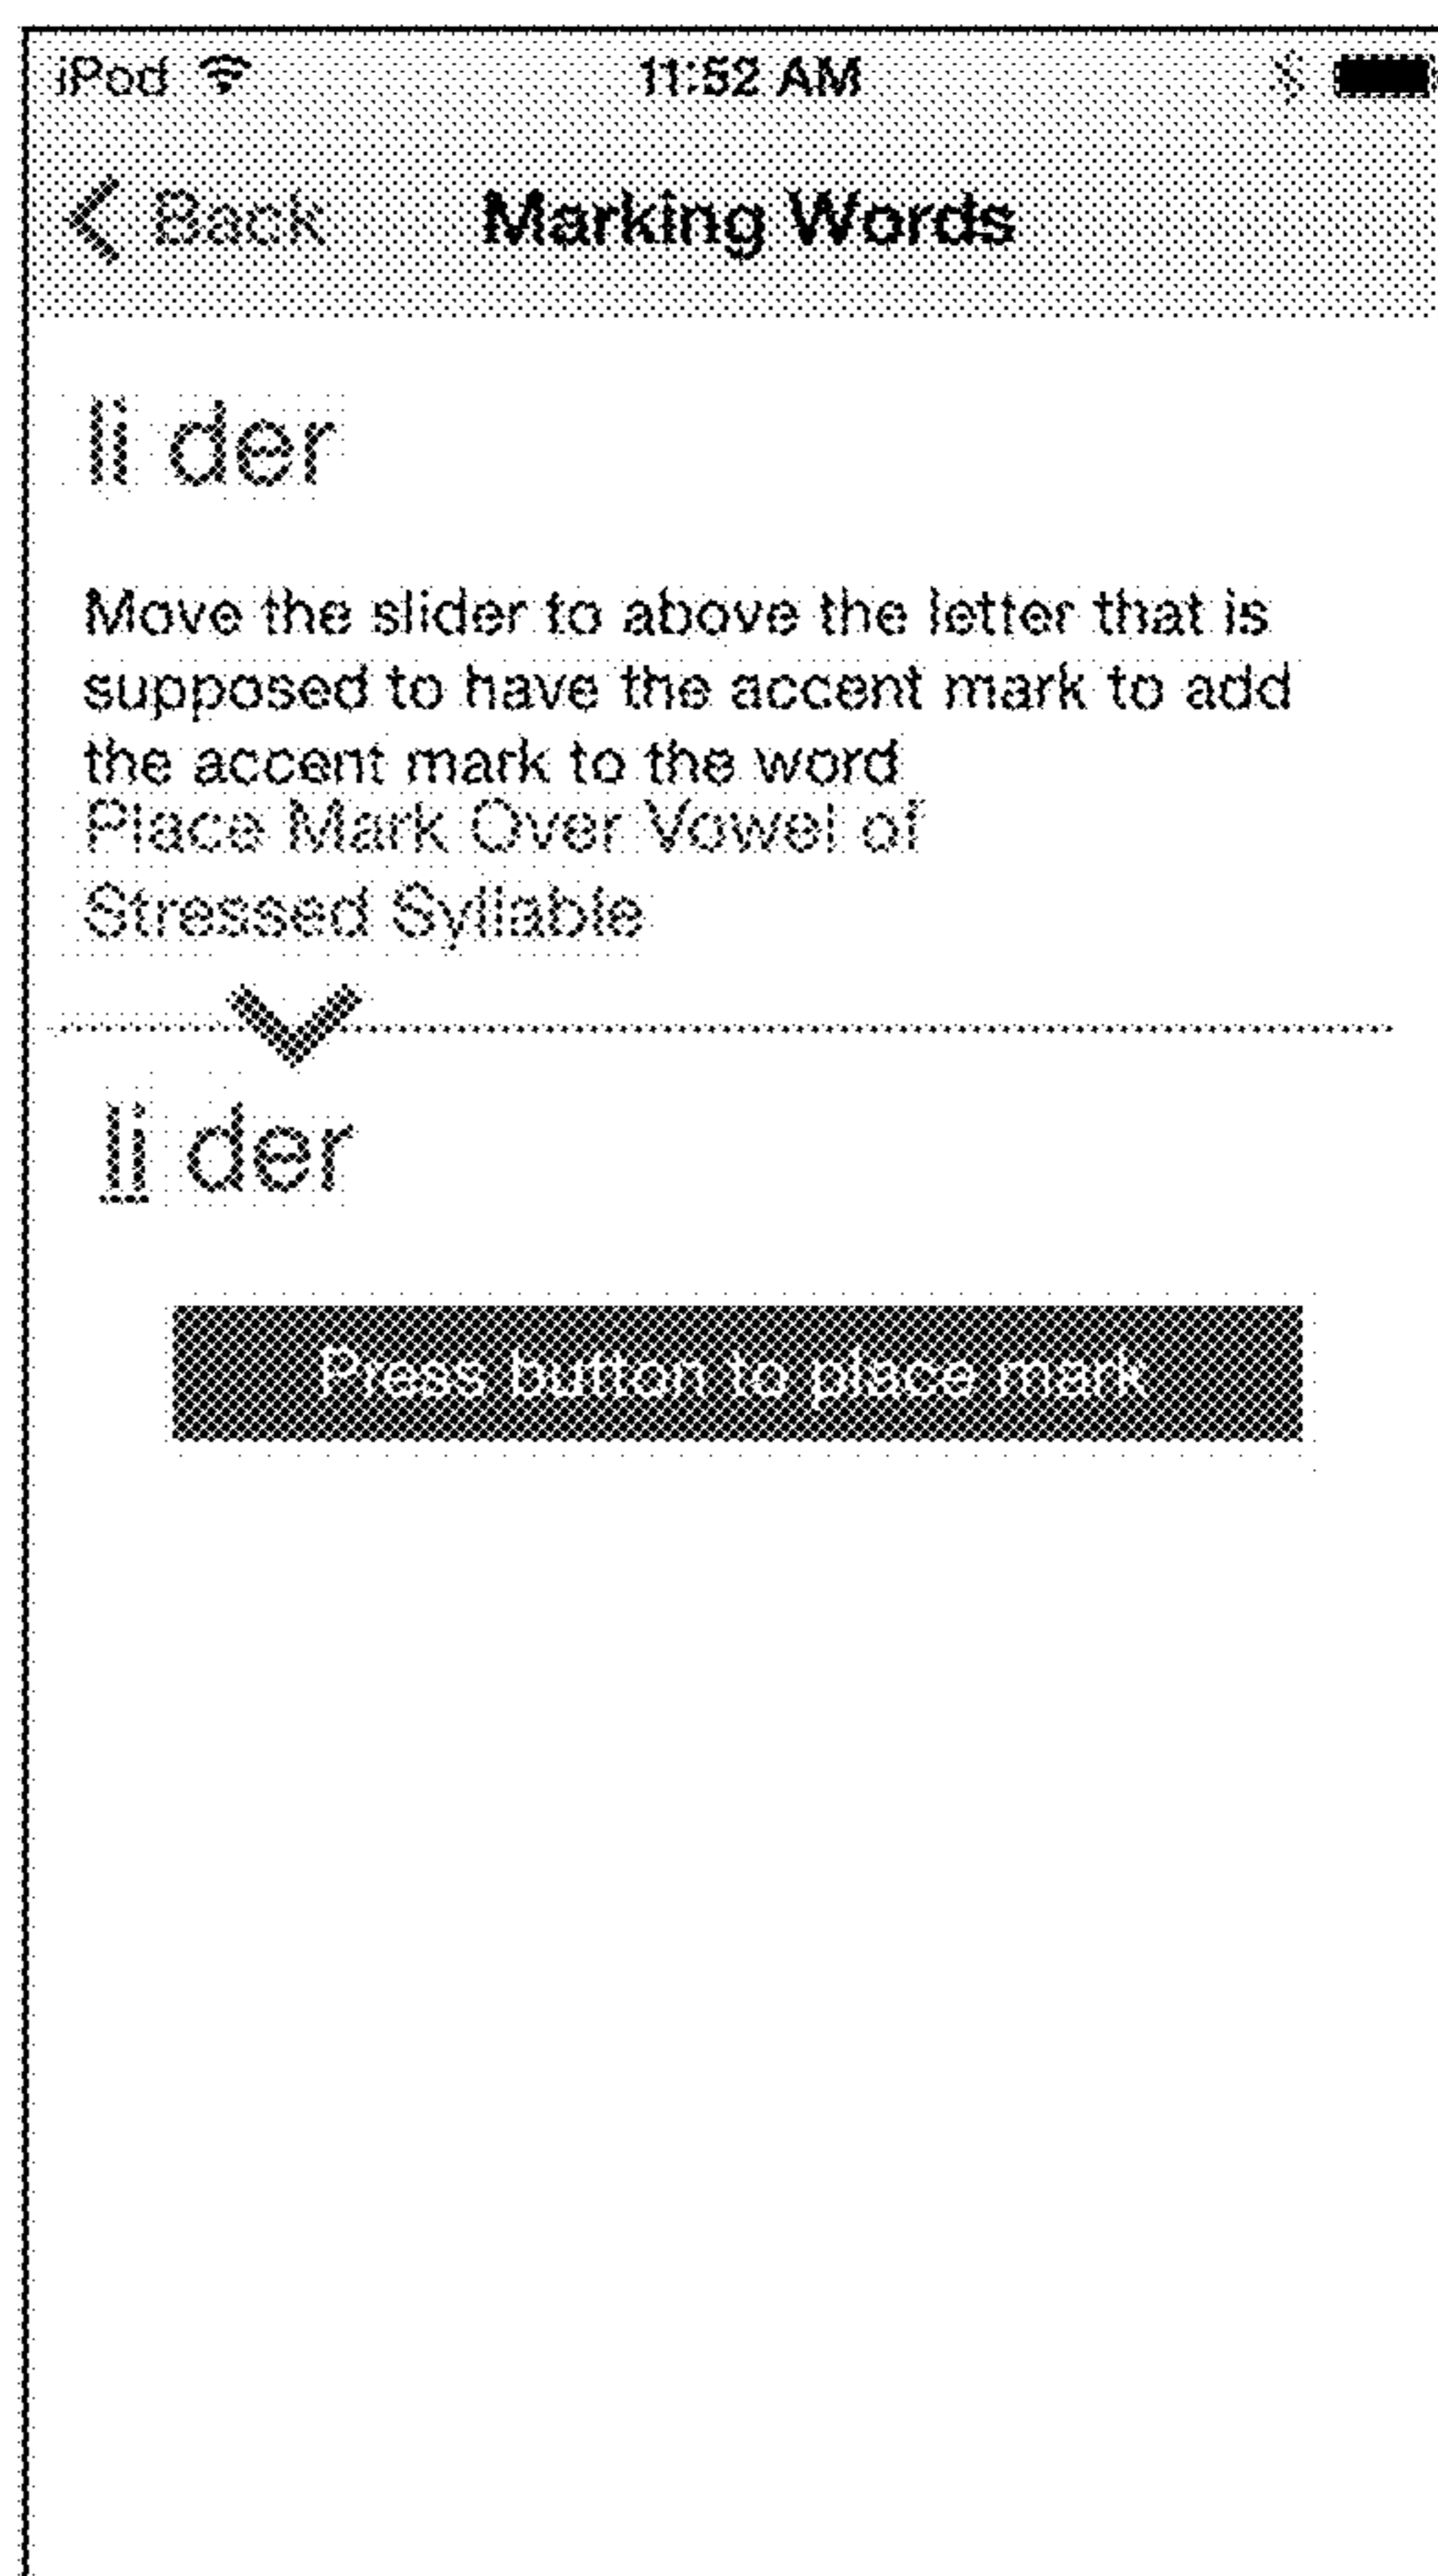 iPod 11:52 AM
Back Marking Words
li der
Move the slider to above the letter that is
supposed to have the accent mark to add
the accent mark to the word
Place Mark Over Vowel of
Stressed Syllable
li der
Press button to place mark